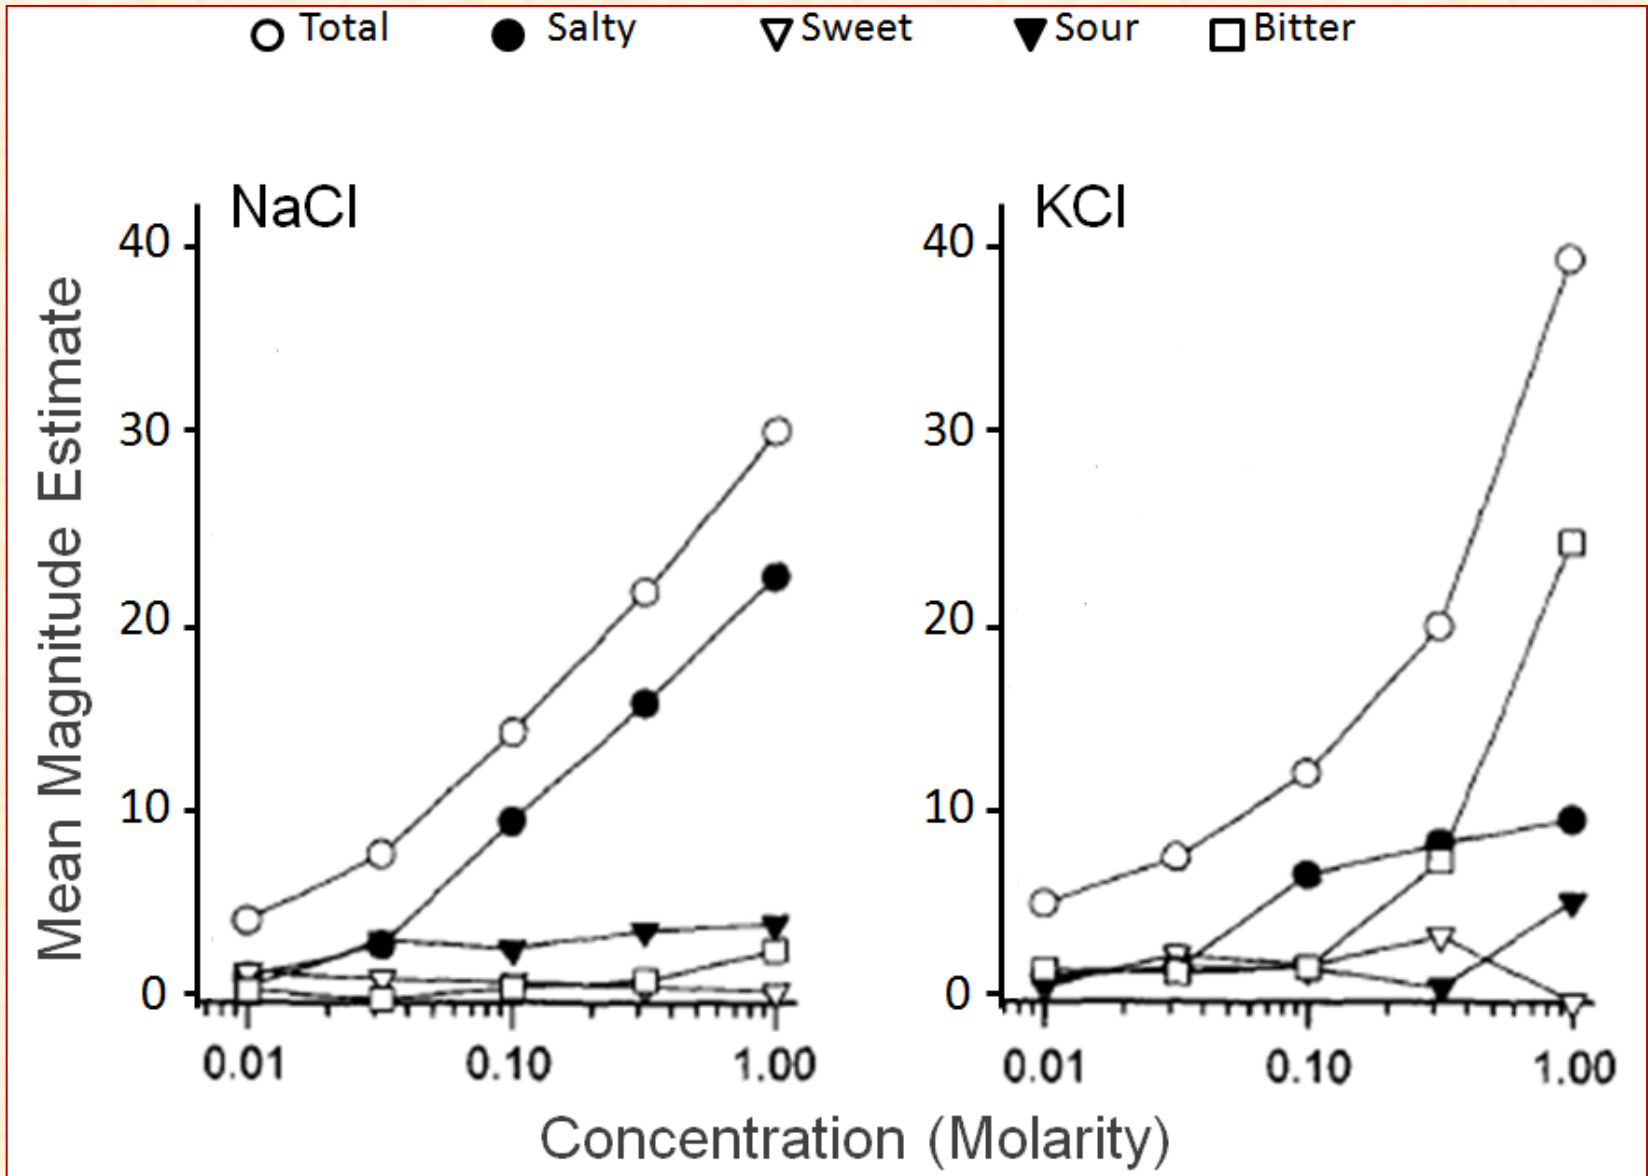 Total Salty Sweet Sour Bitter
NaCl
40
30
20
10
0
0.01 0.10 1.00
KCl
40
30
20
10
0
0.01 0.10 1.00
Mean Magnitude Estimate
Concentration (Molarity)